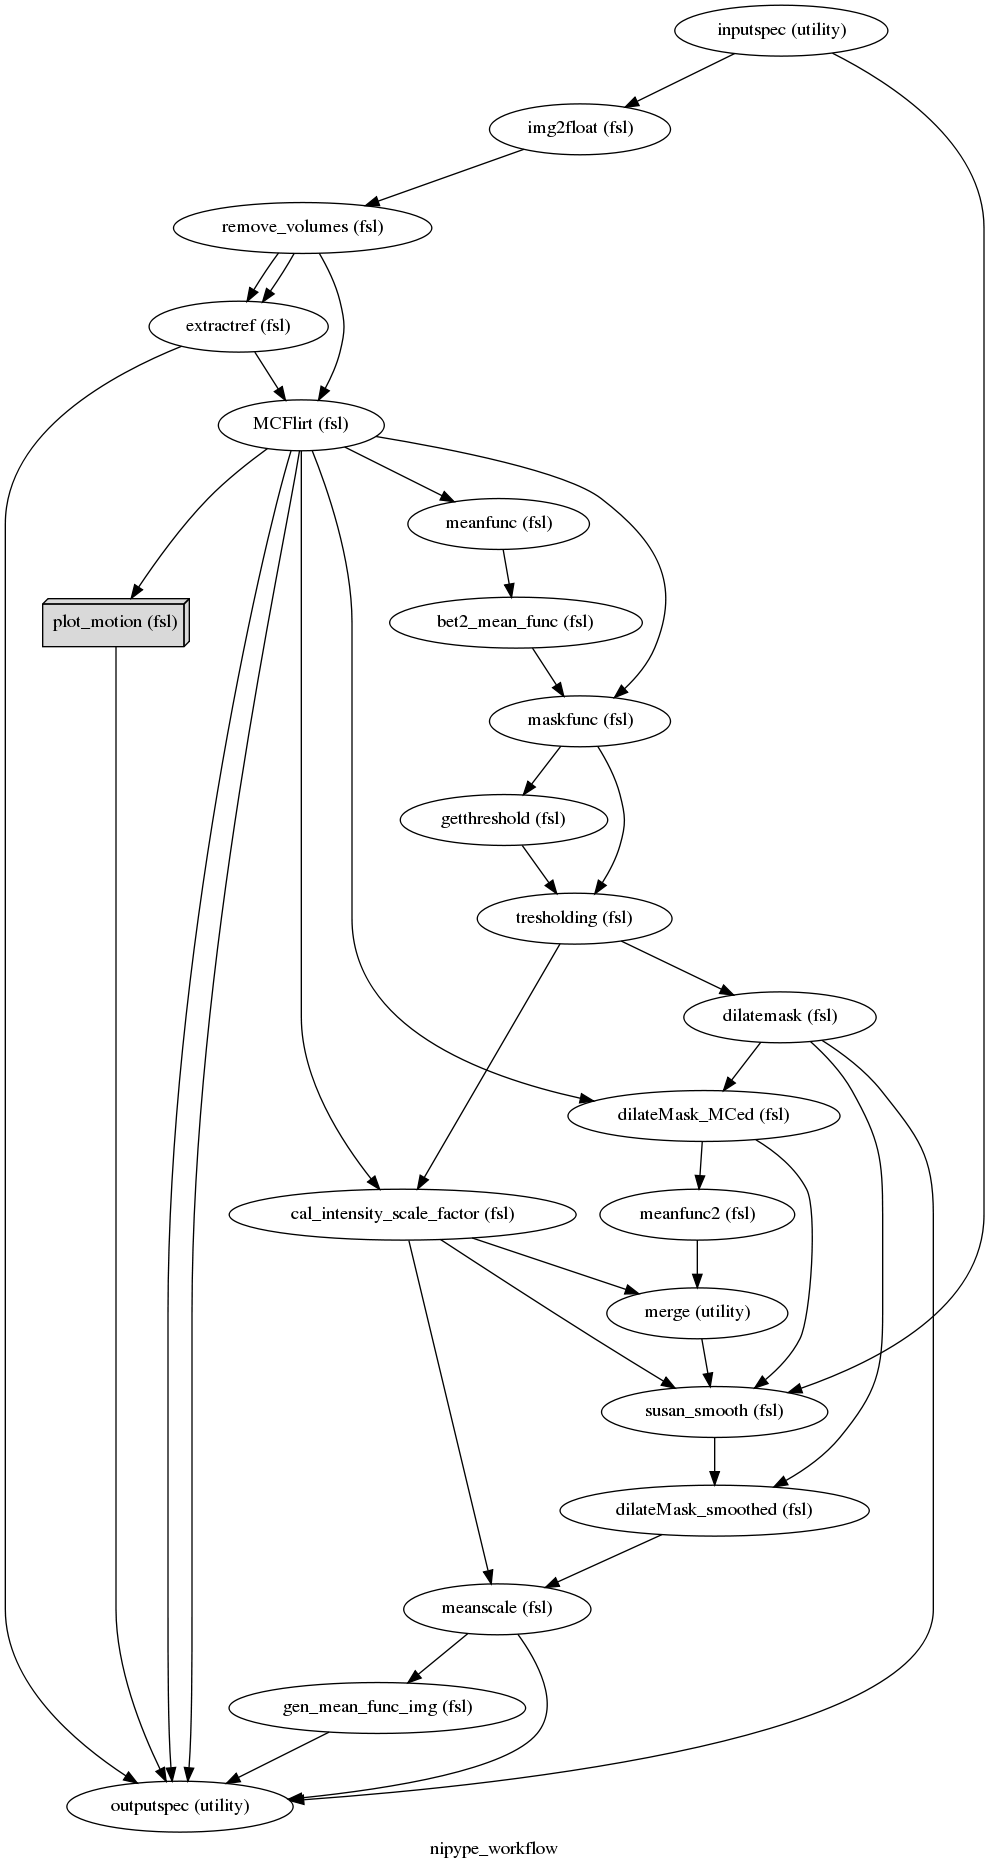 inputspec (utility)
img2float (fsl)
remove_volumes (fsl)
extractref (fsl)
MCFlirt (fsl)
meanfunc (fsl)
plot_motion (fsl)
bet2_mean_func (fsl)
maskfunc (fsl)
getthreshold (fsl)
tresholding (fsl)
dilatemask (fsl)
dilateMask_MCed (fsl)
cal_intensity_scale_factor (fsl)
meanfunc2 (fsl)
merge (utility)
susan_smooth (fsl)
dilateMask_smoothed (fsl)
meanscale (fsl)
gen_mean_func_img (fsl)
outputspec (utility)
nipype_workflow